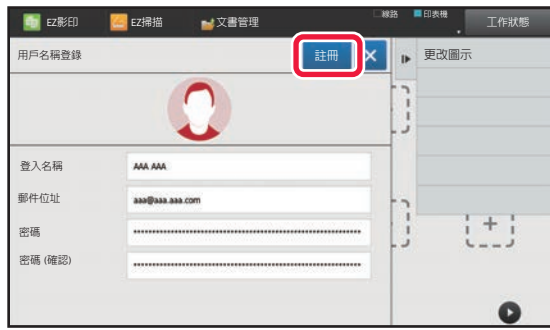 EZ影印 EZ掃描 文書管理 線路 印表機 工作狀態
用戶名稱登錄 註冊 更改圖示
登入名稱 AAA AAA
郵件位址 aaa@aaa.aaa.com
密碼 ••••••••••••••••••••••••••••••••••••••••••••••••••••••••
密碼 (確認) ••••••••••••••••••••••••••••••••••••••••••••••••••••••••